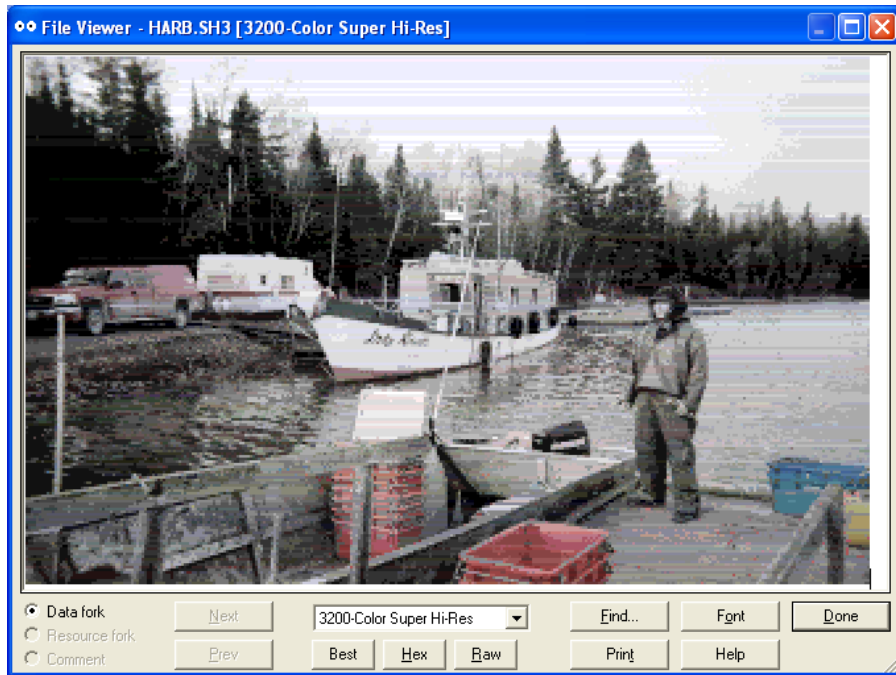 File Viewer - HARB.SH3 [3200-Color Super Hi-Res]
Data fork
Resource fork
Comment
Next
Prev
3200-Color Super Hi-Res
Best
Hex
Raw
Find...
Print
Font
Help
Done